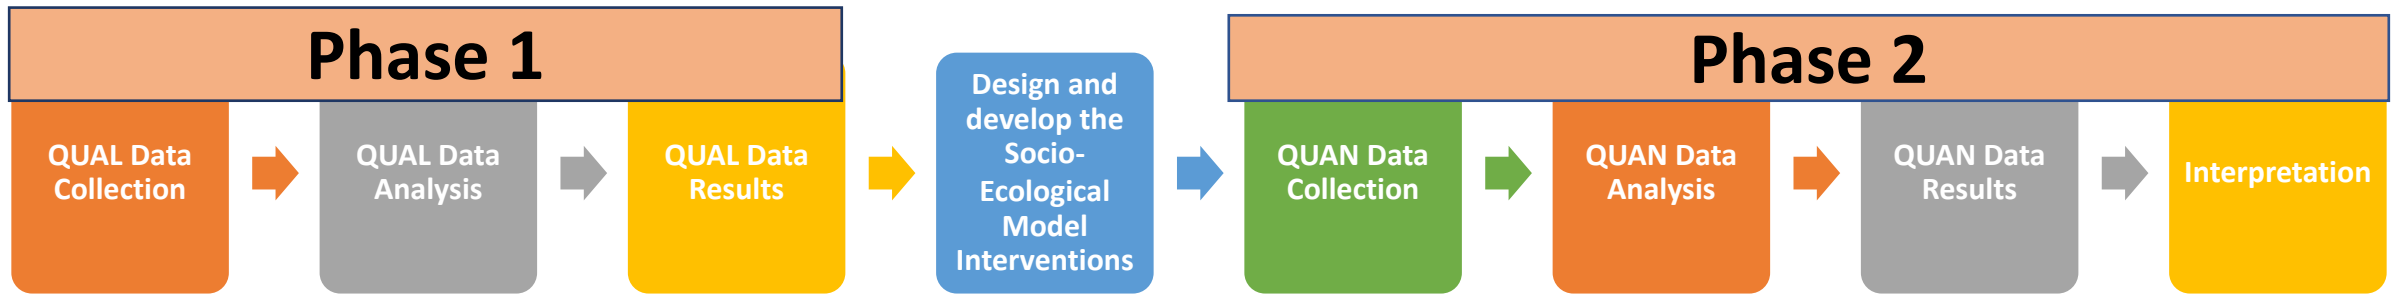 Phase 1
QUAL Data
Collection
QUAL Data
Analysis
QUAL Data
Results
Design and
develop the
Socio-
Ecological
Model
Interventions
Phase 2
QUAN Data
Collection
QUAN Data
Analysis
QUAN Data
Results
Interpretation